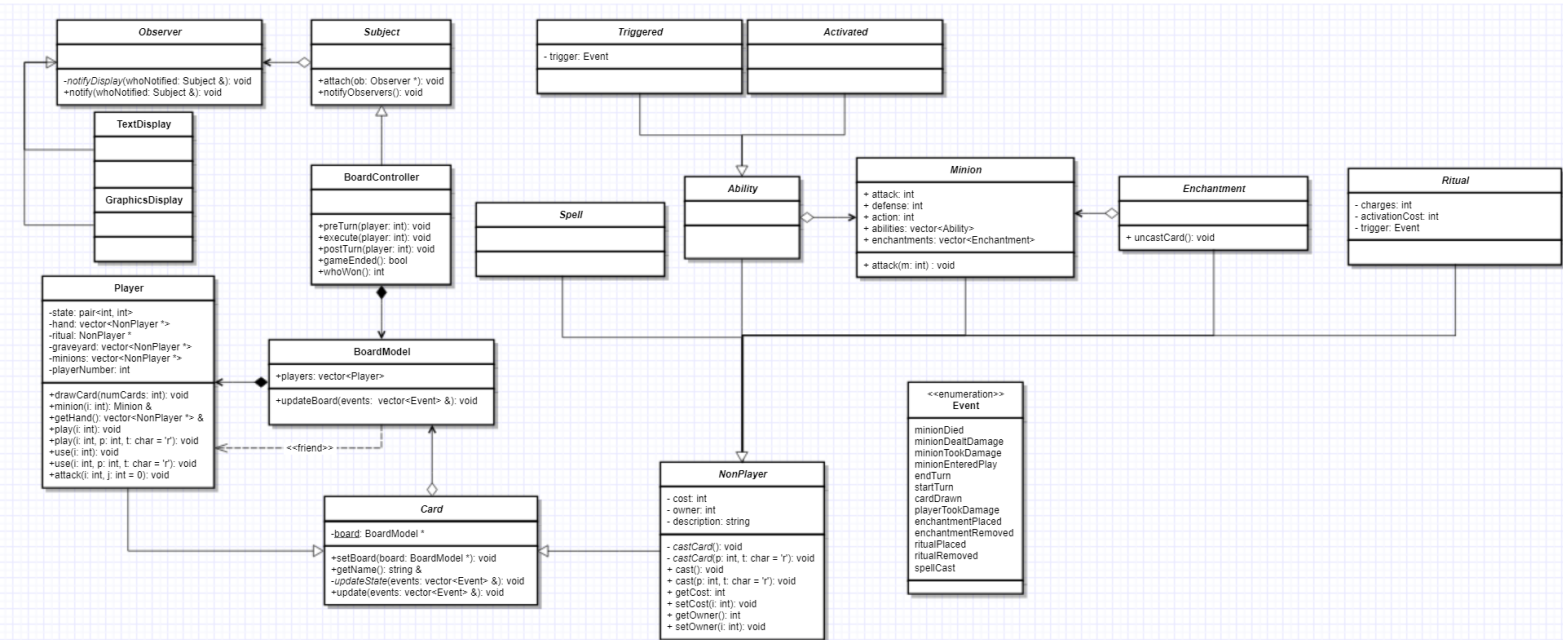 Observer
-notifyDisplay(whoNotified: Subject &): void
+notify(whoNotified: Subject &): void
Subject
+attach(ob: Observer *): void
+notifyObservers(): void
Triggered
- trigger: Event
Activated
TextDisplay
GraphicsDisplay
BoardController
+preTurn(player: int): void
+execute(player: int): void
+postTurn(player: int): void
+gameEnded(): bool
+whoWon(): int
Spell
Ability
Minion
+ attack: int
+ defense: int
+ action: int
+ abilities: vector<Ability>
+ enchantments: vector<Enchantment>
+ attack(m: int) : void
Enchantment
+ uncastCard(): void
Ritual
- charges: int
- activationCost: int
- trigger: Event
Player
-state: pair<int, int>
-hand: vector<NonPlayer *>
-ritual: NonPlayer *
-graveyard: vector<NonPlayer *>
-minions: vector<NonPlayer *>
-playerNumber: int
+drawCard(numCards: int): void
+minion(i: int): Minion &
+getHand(): vector<NonPlayer *> &
+play(i: int): void
+play(i: int, p: int, t: char = 'r'): void
+use(i: int): void
+use(i: int, p: int, t: char = 'r'): void
+attack(i: int, j: int = 0): void
BoardModel
+players: vector<Player>
+updateBoard(events: vector<Event> &): void
<<friend>>
Card
-board: BoardModel *
+setBoard(board: BoardModel *): void
+getName(): string &
-updateState(events: vector<Event> &): void
+update(events: vector<Event> &): void
NonPlayer
- cost: int
- owner: int
- description: string
- castCard(): void
- castCard(p: int, t: char = 'r'): void
+ cast(): void
+ cast(p: int, t: char = 'r'): void
+ getCost: int
+ setCost(i: int): void
+ getOwner(): int
+ setOwner(i: int): void
<<enumeration>>
Event
minionDied
minionDealtDamage
minionTookDamage
minionEnteredPlay
endTurn
startTurn
cardDrawn
playerTookDamage
enchantmentPlaced
enchantmentRemoved
ritualPlaced
ritualRemoved
spellCast